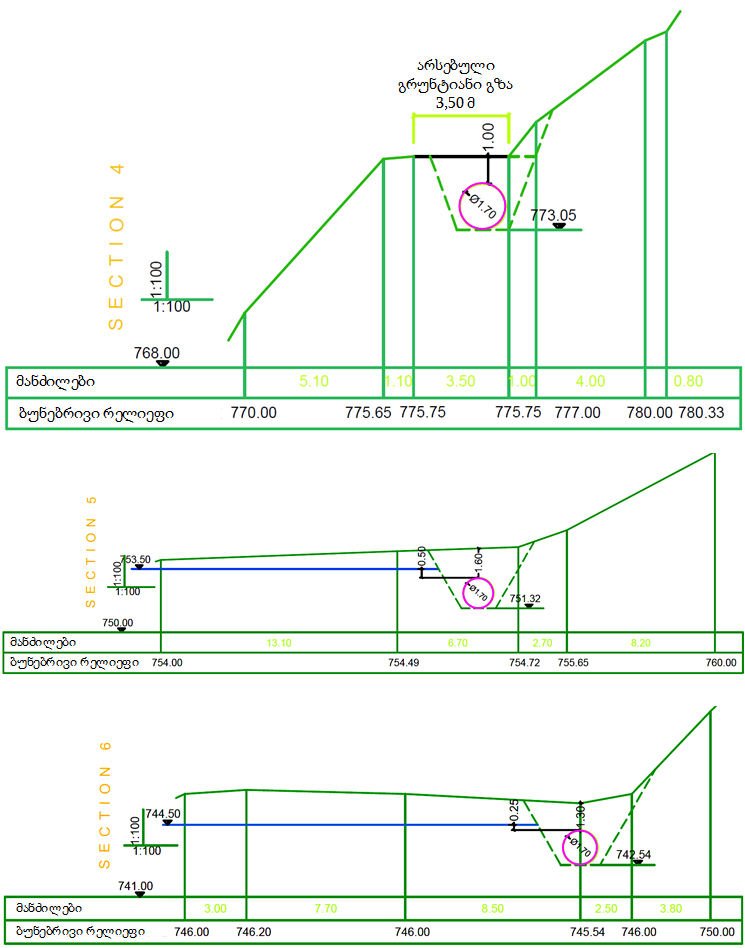 არსებული
გრუნტიანი გზა
3,50 მ
1.00
Ø1.70
773.05
SECTION 4
1:100
1:100
768.00
მანძილები 5.10 1.10 3.50 1.00 4.00 0.80
ბუნებრივი რელიეფი 770.00 775.65 775.75 775.75 777.00 780.00 780.33
SECTION 5
753.50
0.50
1.60
1:100
1:100
Ø1.70
751.32
750.00
მანძილები 13.10 6.70 2.70 8.20
ბუნებრივი რელიეფი 754.00 754.49 754.72 755.65 760.00
SECTION 6
744.50
0.25
1.30
1:100
1:100
Ø1.70
742.54
741.00
მანძილები 3.00 7.70 8.50 2.50 3.80
ბუნებრივი რელიეფი 746.00 746.20 746.00 745.54 746.00 750.00